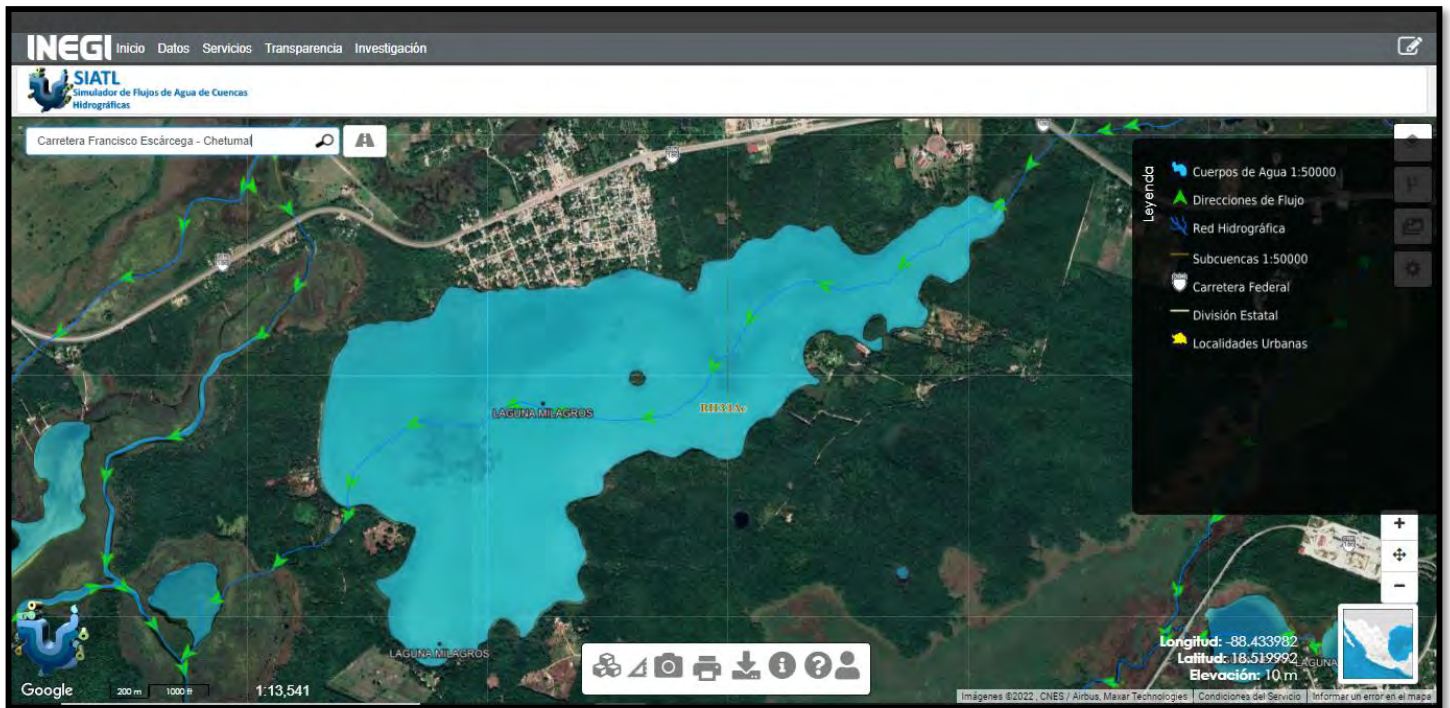 INEGI Inicio Datos Servicios Transparencia Investigación
SIATL
Simulador de Flujos de Agua de Cuencas
Hidrográficas
Carretera Francisco Escárcega - Chetumal
Leyenda
Cuerpos de Agua 1:50000
Direcciones de Flujo
Red Hidrográfica
Subcuencas 1:50000
Carretera Federal
División Estatal
Localidades Urbanas
LAGUNA MILAGROS
RH33Ac
LAGUNA MILAGROS
Longitud: -88.433982
Latitud: 18.519992
LAGUNA
Elevación: 10 m
Google
200 m
1000 ft
1:13,541
Imágenes ©2022 , CNES / Airbus, Maxar Technologies
Condiciones del Servicio
Informar un error en el mapa